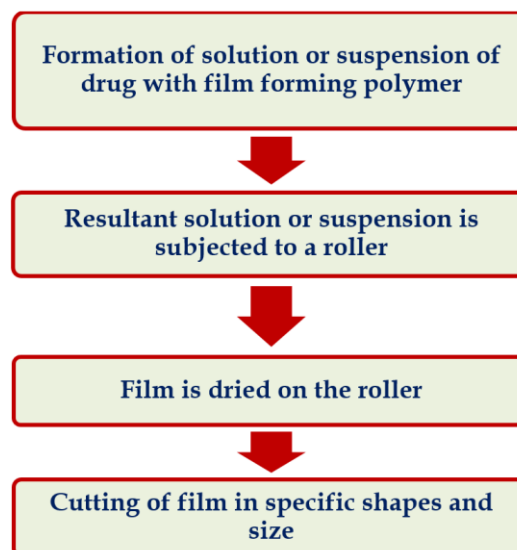 Formation of solution or suspension of
drug with film forming polymer
Resultant solution or suspension is
subjected to a roller
Film is dried on the roller
Cutting of film in specific shapes and
size